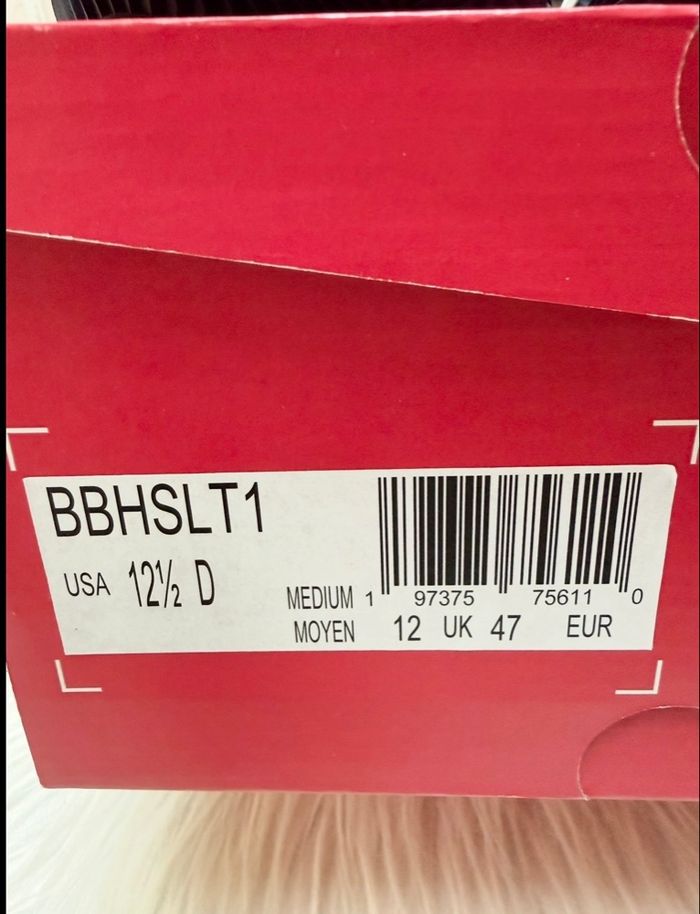 BBHSLT1
USA 12½ D
MEDIUM 1 97375 75611 0
MOYEN 12 UK 47 EUR